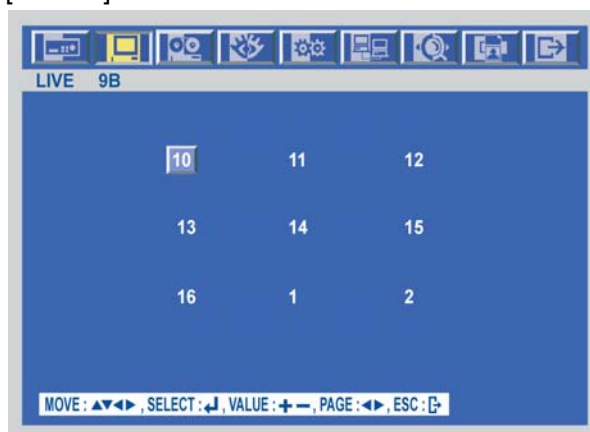 LIVE 9B
10 11 12
13 14 15
16 1 2
MOVE : ▲▼◀▶ , SELECT : ↵ , VALUE : + − , PAGE : ◀▶ , ESC :